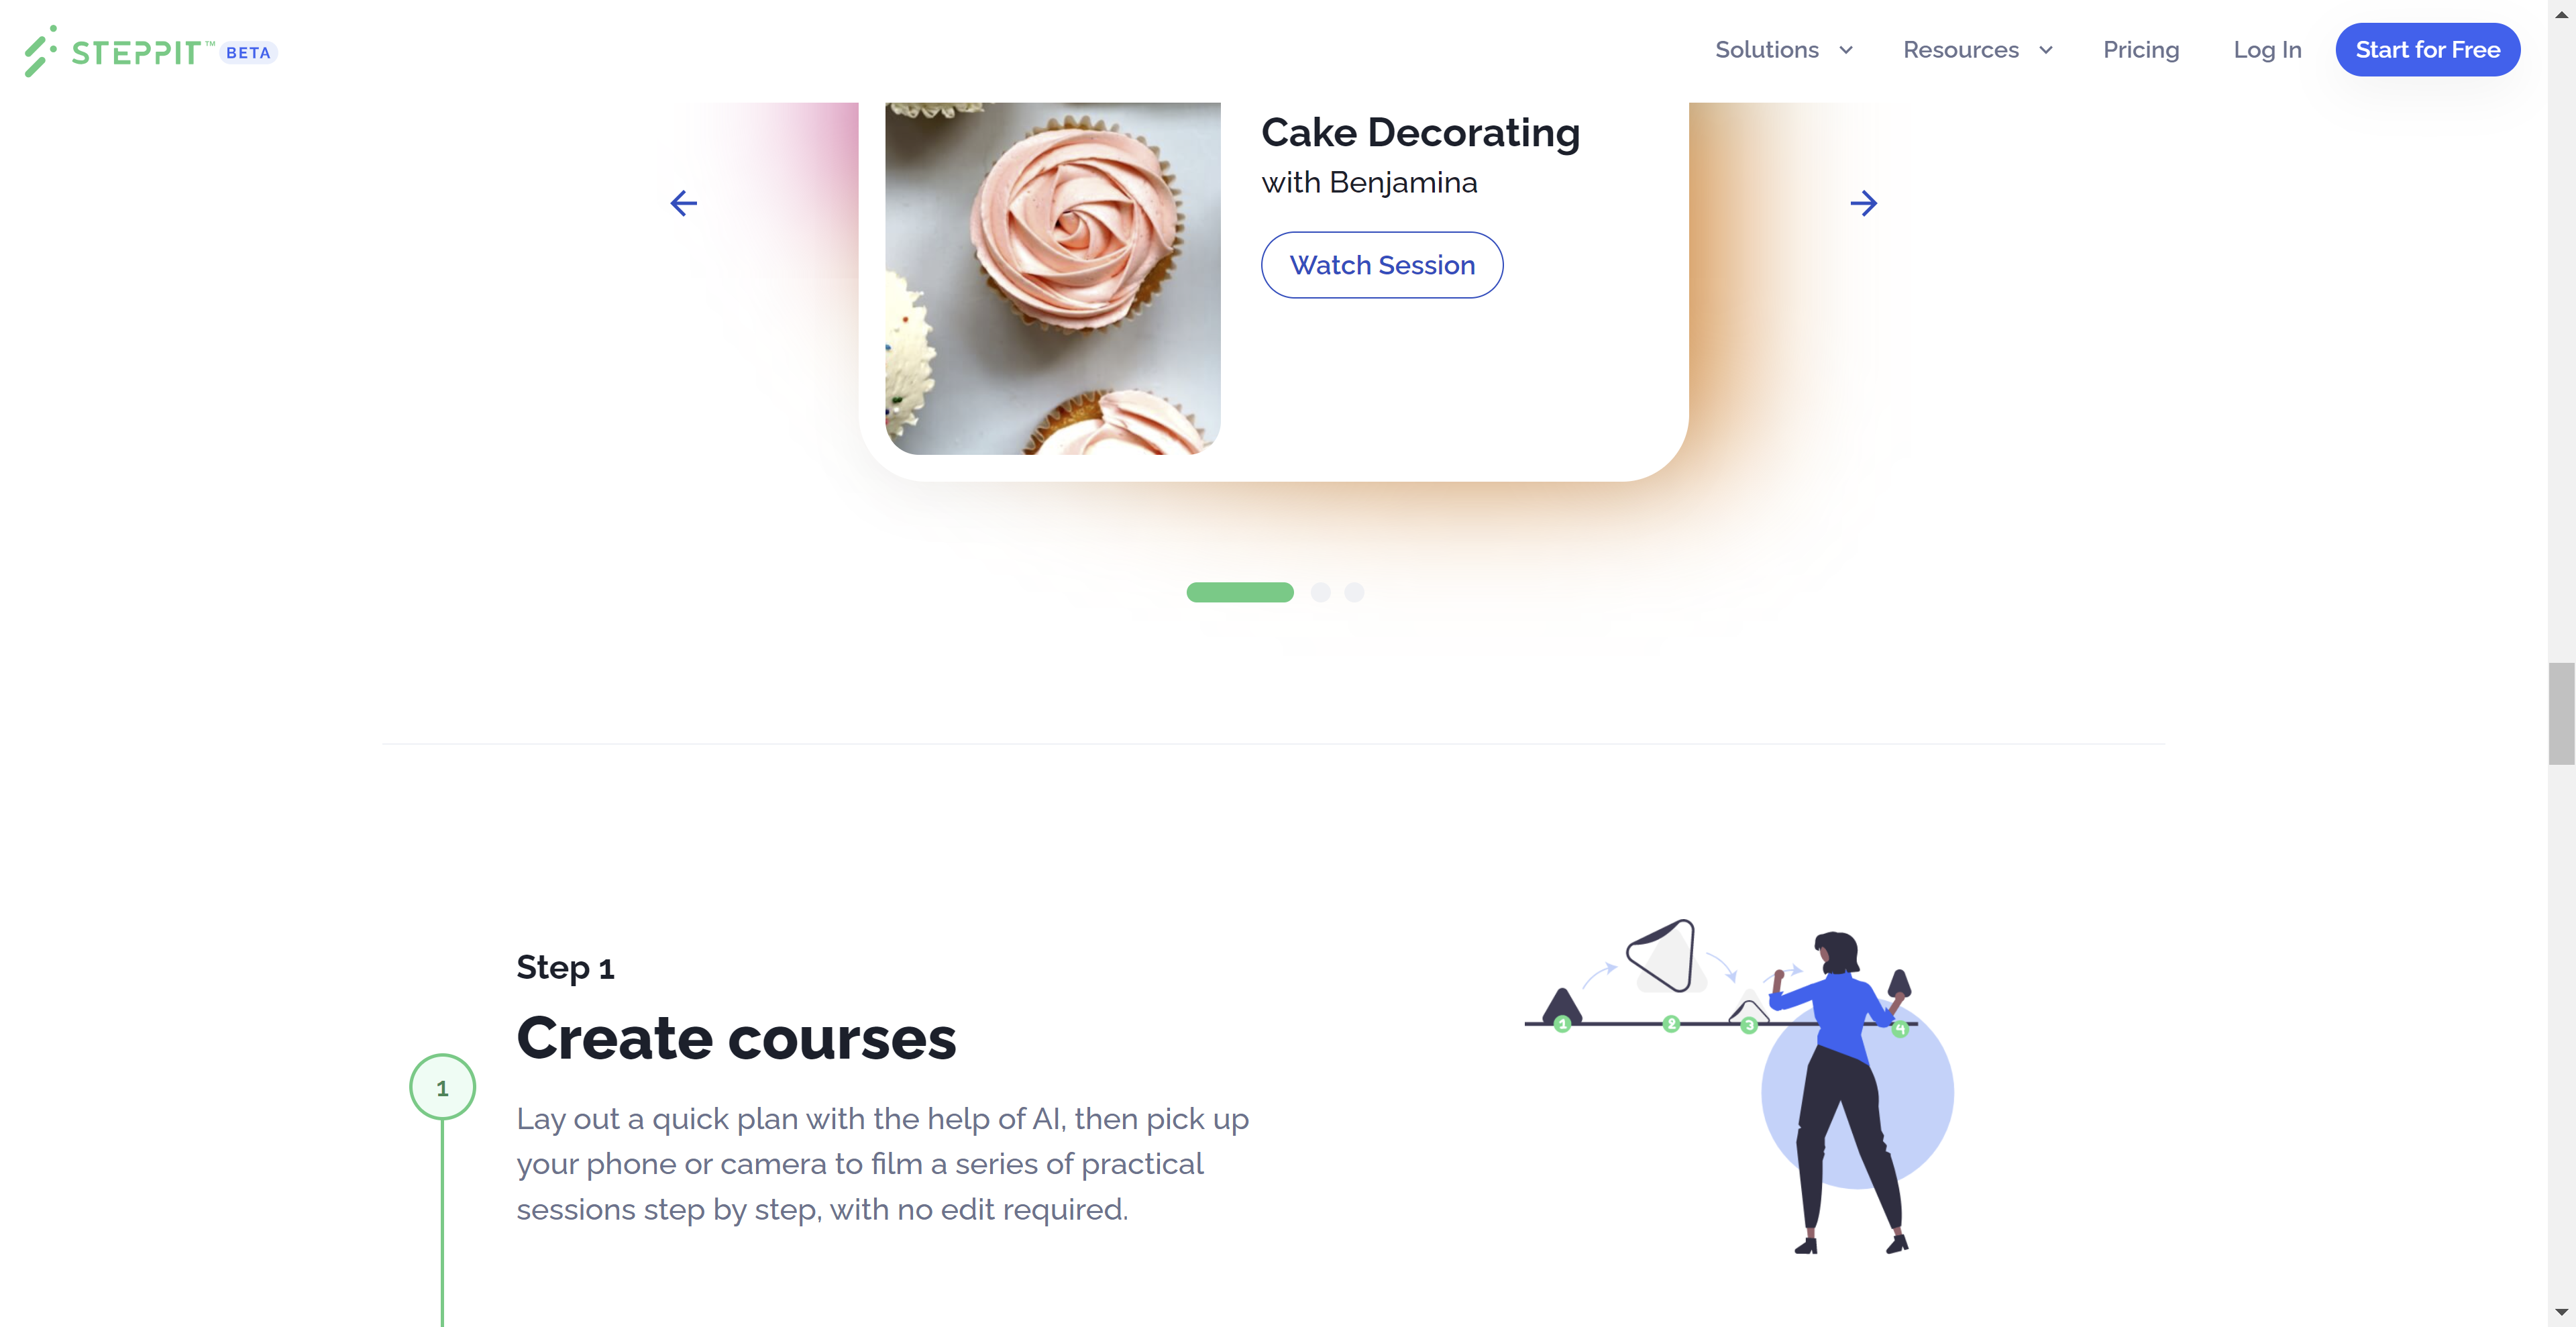 STEPPIT™ BETA
Solutions
Resources
Pricing
Log In
Start for Free
Cake Decorating
with Benjamina
Watch Session
Step 1
Create courses
1
Lay out a quick plan with the help of AI, then pick up
your phone or camera to film a series of practical
sessions step by step, with no edit required.
1
2
3
4